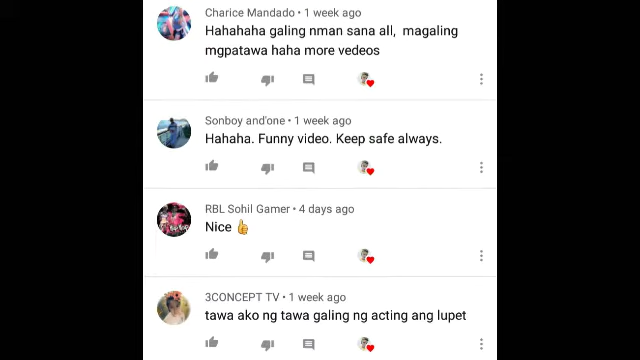 Charice Mandado • 1 week ago
Hahahaha galing nman sana all, magaling
mgpatawa haha more vedeos
Sonboy and'one • 1 week ago
Hahaha. Funny video. Keep safe always.
RBL Sohil Gamer • 4 days ago
Nice 👍
3CONCEPT TV • 1 week ago
tawa ako ng tawa galing ng acting ang lupet